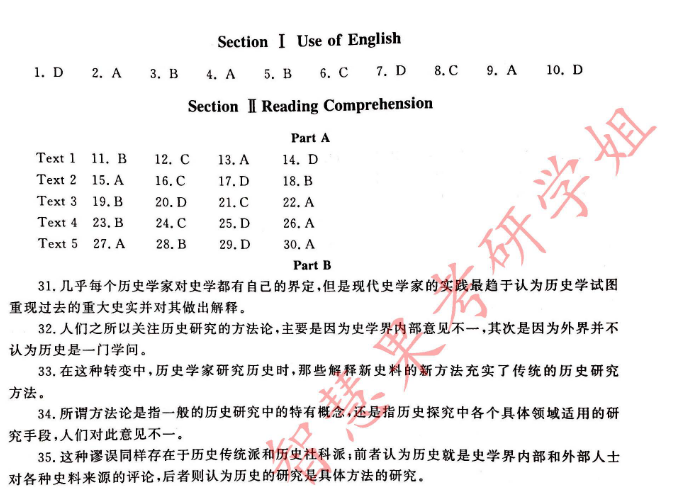 Section Ⅰ Use of English
1. D 2. A 3. B 4. A 5. B 6. C 7. D 8. C 9. A 10. D
Section Ⅱ Reading Comprehension
Part A
Text 1 11. B 12. C 13. A 14. D
Text 2 15. A 16. C 17. D 18. B
Text 3 19. B 20. D 21. C 22. A
Text 4 23. B 24. C 25. D 26. A
Text 5 27. A 28. B 29. D 30. A
Part B
31. 几乎每个历史学家对史学都有自己的界定,但是现代史学家的实践最趋于认为历史学试图
重现过去的重大史实并对其做出解释。
32. 人们之所以关注历史研究的方法论,主要是因为史学界内部意见不一,其次是因为外界并不
认为历史是一门学问。
33. 在这种转变中,历史学家研究历史时,那些解释新史料的新方法充实了传统的历史研究
方法。
34. 所谓方法论是指一般的历史研究中的特有概念,还是指历史探究中各个具体领域适用的研
究手段,人们对此意见不一。
35. 这种谬误同样存在于历史传统派和历史社科派;前者认为历史就是史学界内部和外部人士
对各种史料来源的评论,后者则认为历史的研究是具体方法的研究。
智慧果考研学姐